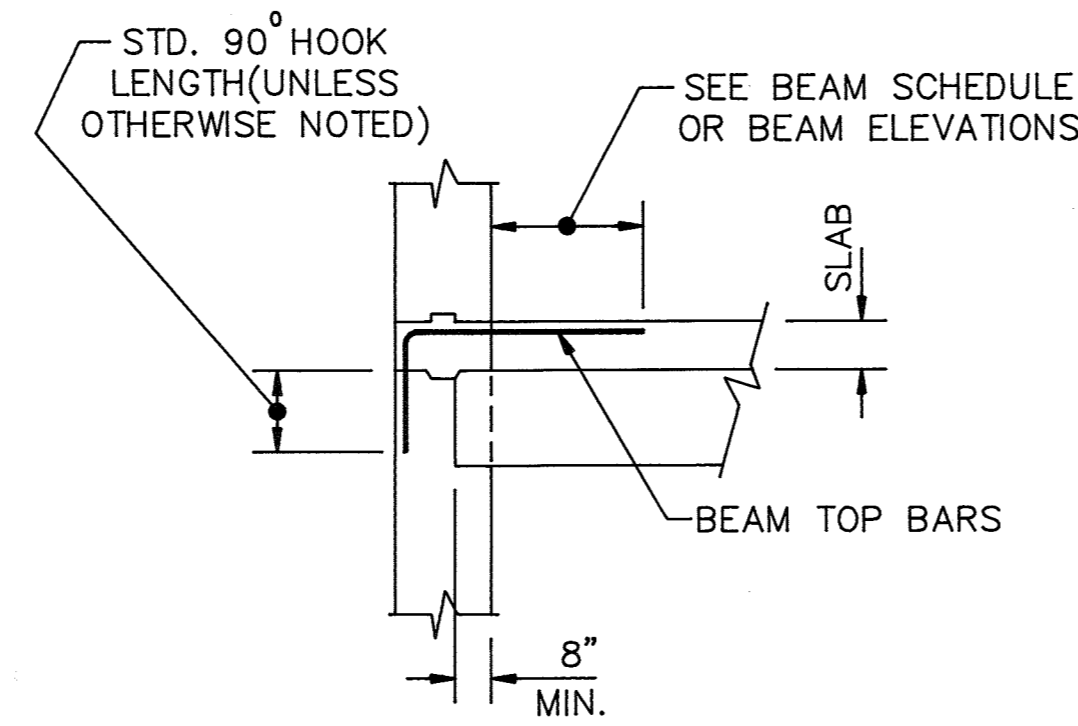 STD. 90° HOOK
LENGTH(UNLESS
OTHERWISE NOTED)
SEE BEAM SCHEDULE
OR BEAM ELEVATIONS
SLAB
BEAM TOP BARS
8”
MIN.